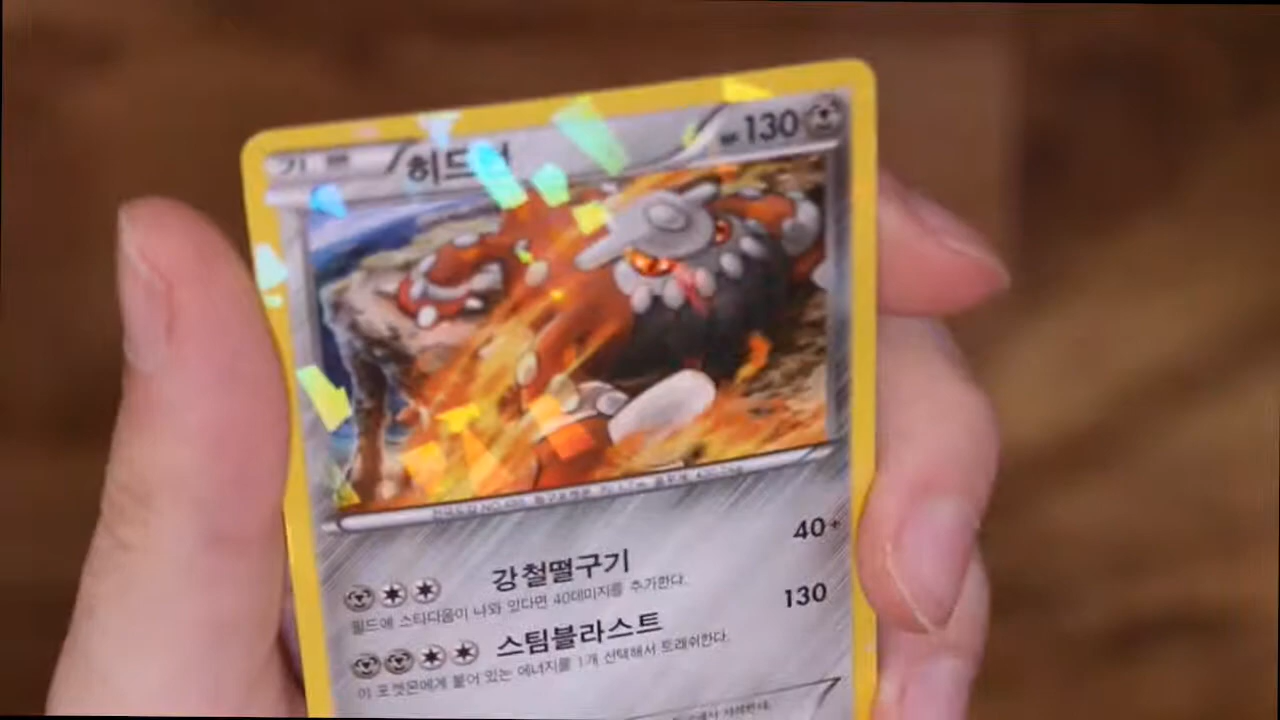 기 본 히드런 HP 130
40+
강철떨구기
필드에 스타디움이 나와 있다면 40데미지를 추가한다.
130
스팀블라스트
이 포켓몬에게 붙어 있는 에너지를 1개 선택해서 트래쉬한다.